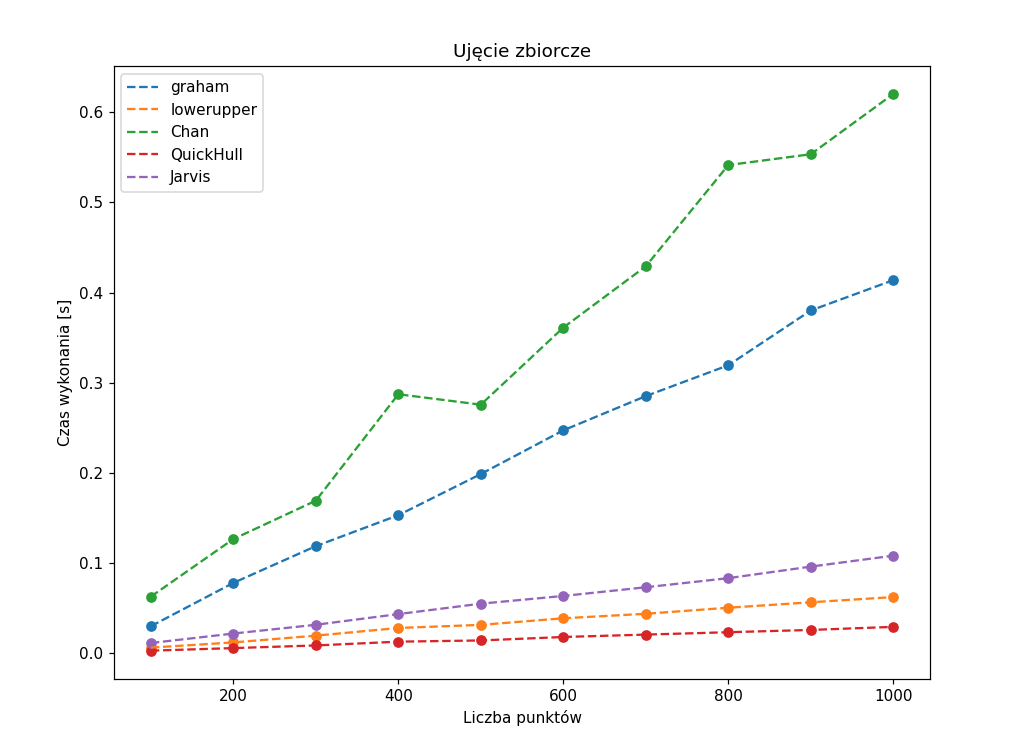 Ujęcie zbiorcze
graham
lowerupper
Chan
QuickHull
Jarvis
Czas wykonania [s]
0.6
0.5
0.4
0.3
0.2
0.1
0.0
200
400
600
800
1000
Liczba punktów